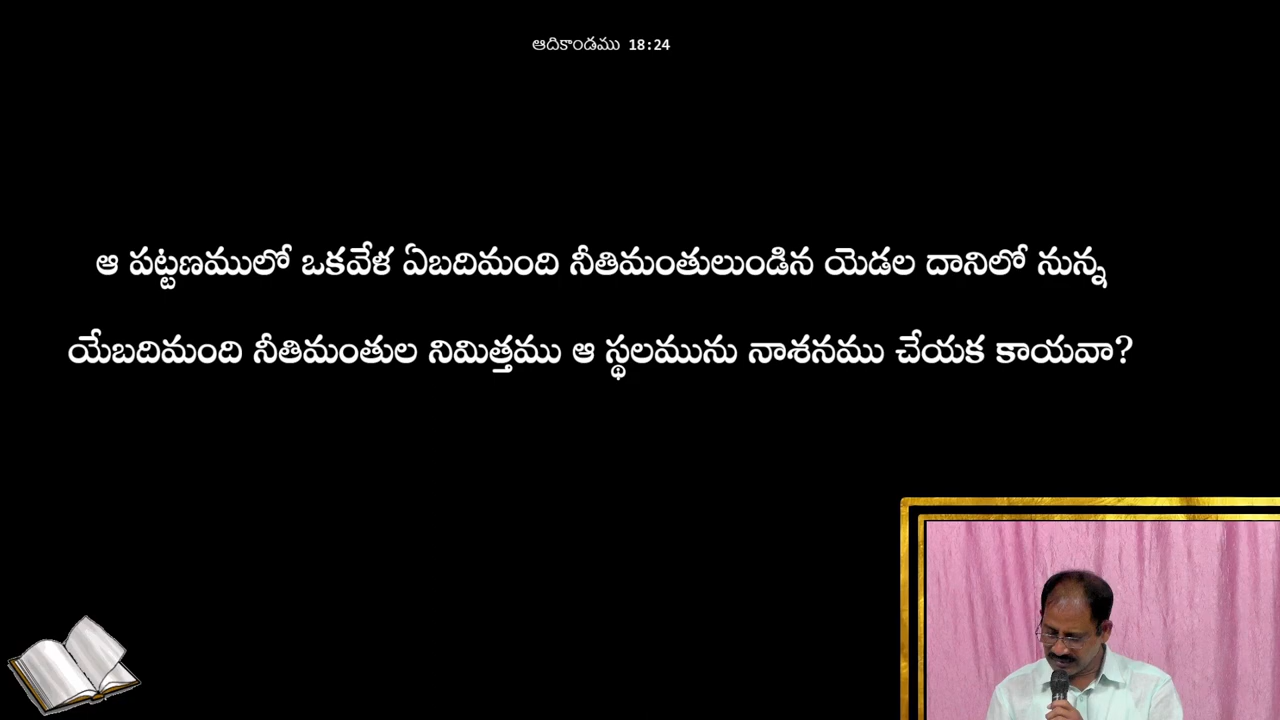 ఆదికాండము 18:24
ఆ పట్టణములో ఒకవేళ ఏబదిమంది నీతిమంతులుండిన యెడల దానిలో నున్న
యేబదిమంది నీతిమంతుల నిమిత్తము ఆ స్థలమును నాశనము చేయక కాయవా?